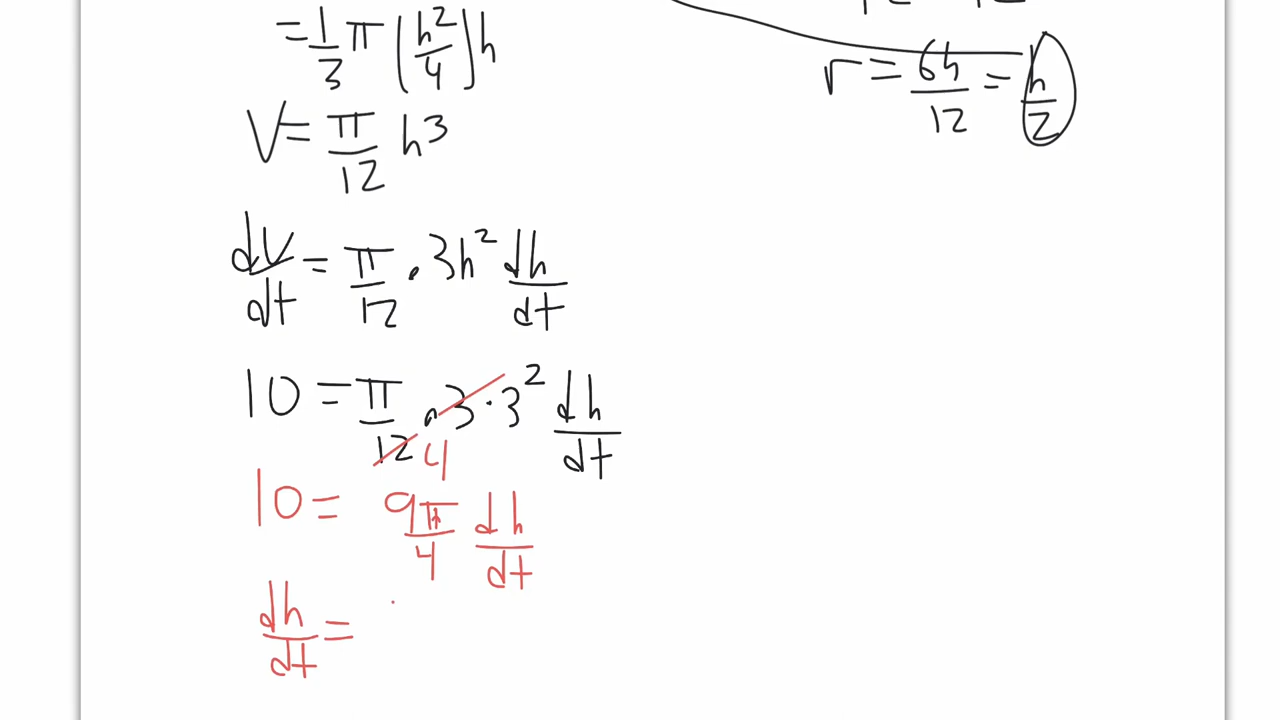 = 1/3 π (h²/4) h
r = 6h/12 = h/2
V = π/12 h³
dV/dt = π/12 · 3h² dh/dt
10 = π/12 · 3 · 3² dh/dt
4
10 = 9π/4 dh/dt
dh/dt =